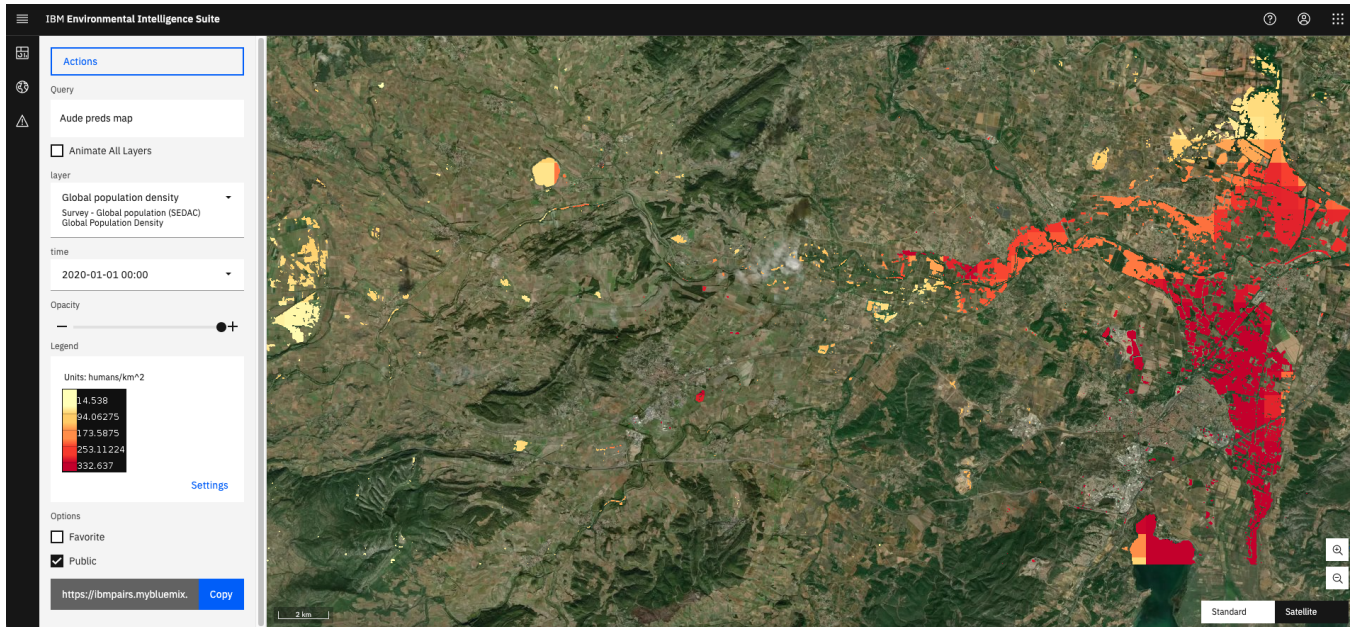 IBM Environmental Intelligence Suite
Actions
Query
Aude preds map
Animate All Layers
layer
Global population density
Survey - Global population (SEDAC)
Global Population Density
time
2020-01-01 00:00
Opacity
Legend
Units: humans/km^2
14.538
94.06275
173.5875
253.11224
332.637
Settings
Options
Favorite
Public
https://ibmpairs.mybluemix.
Copy
2 km
Standard
Satellite